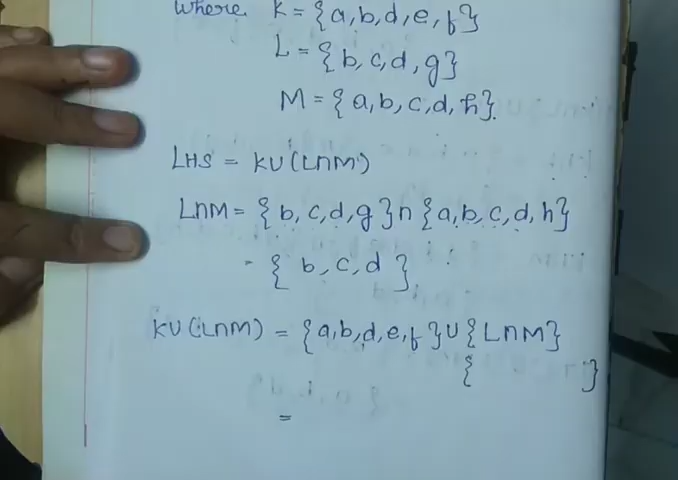 where K = {a,b,d,e,f}
L = {b,c,d,g}
M = {a,b,c,d,h}.
LHS = KU(LnM)
LnM = {b,c,d,g}n{a,b,c,d,h}
- { b,c,d }
KU(LnM) = {a,b,d,e,f}U{LnM}
{ }
=